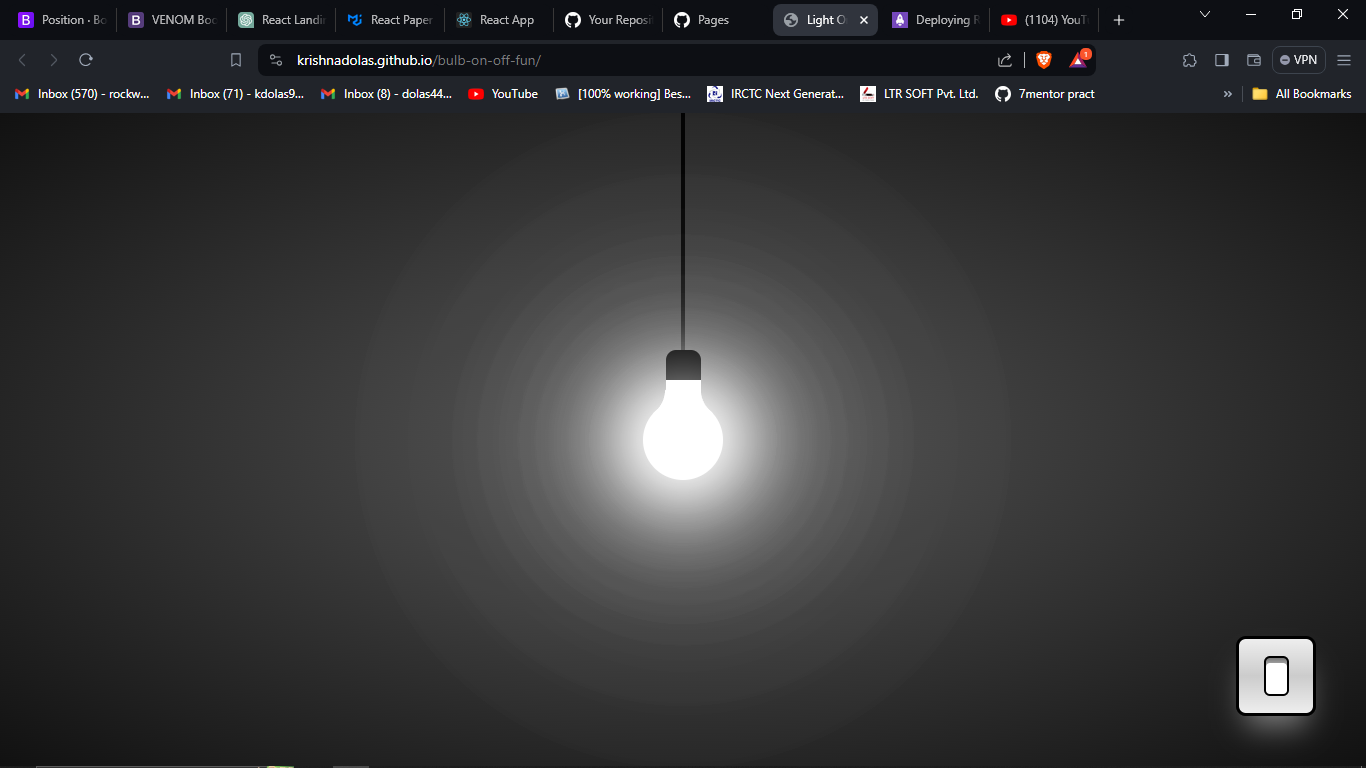 Position - Bo
VENOM Boo
React Landin
React Paper
React App
Your Reposit
Pages
Light O
Deploying R
(1104) YouT
krishnadolas.github.io/bulb-on-off-fun/
1
VPN
Inbox (570) - rockw...
Inbox (71) - kdolas9...
Inbox (8) - dolas44...
YouTube
[100% working] Bes...
IRCTC Next Generat...
LTR SOFT Pvt. Ltd.
7mentor pract
»
All Bookmarks